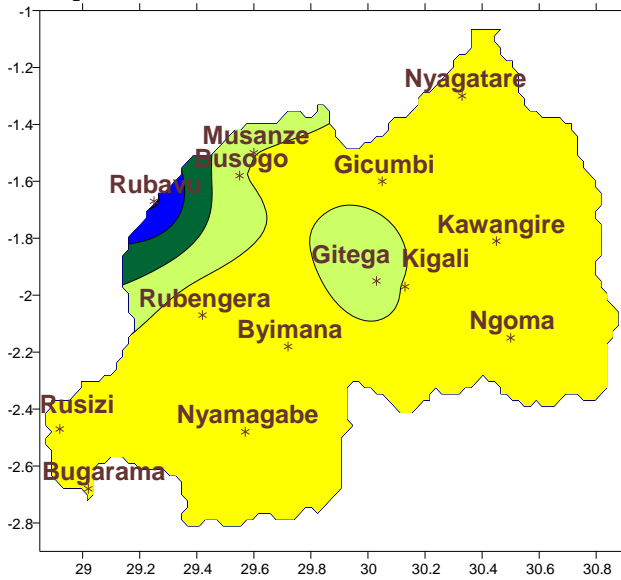 -1
-1.2
-1.4
-1.6
-1.8
-2
-2.2
-2.4
-2.6
-2.8
Nyagatare
Musanze
Busogo
Gicumbi
Rubavu
Kawangire
Gitega
Kigali
Rubengera
Byimana
Ngoma
Rusizi
Nyamagabe
Bugarama
29 29.2 29.4 29.6 29.8 30 30.2 30.4 30.6 30.8